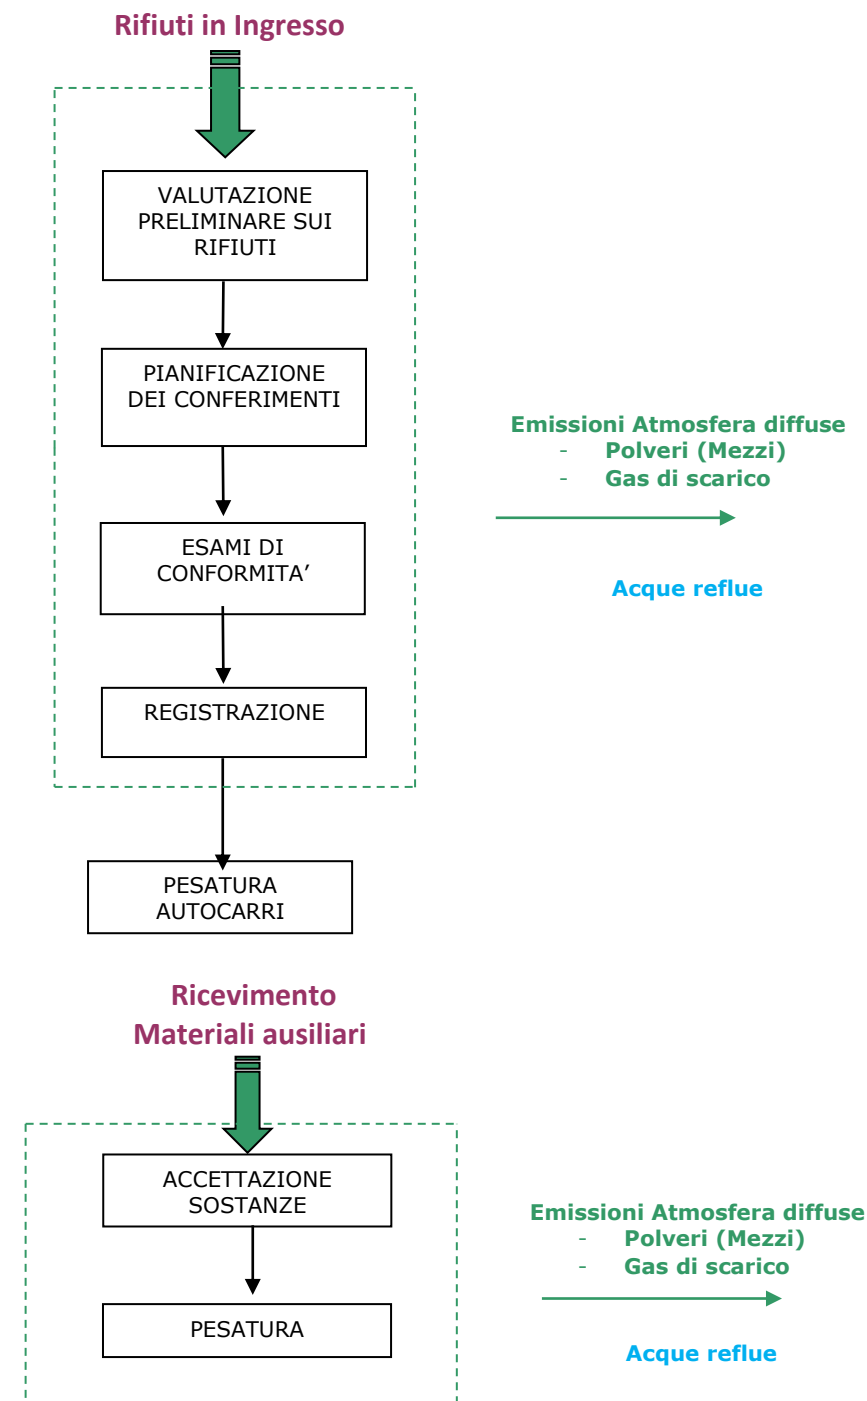 Rifiuti in Ingresso
VALUTAZIONE
PRELIMINARE SUI
RIFIUTI
PIANIFICAZIONE
DEI CONFERIMENTI
Emissioni Atmosfera diffuse
- Polveri (Mezzi)
- Gas di scarico
ESAMI DI
CONFORMITA’
Acque reflue
REGISTRAZIONE
PESATURA
AUTOCARRI
Ricevimento
Materiali ausiliari
ACCETTAZIONE
SOSTANZE
Emissioni Atmosfera diffuse
- Polveri (Mezzi)
- Gas di scarico
PESATURA
Acque reflue